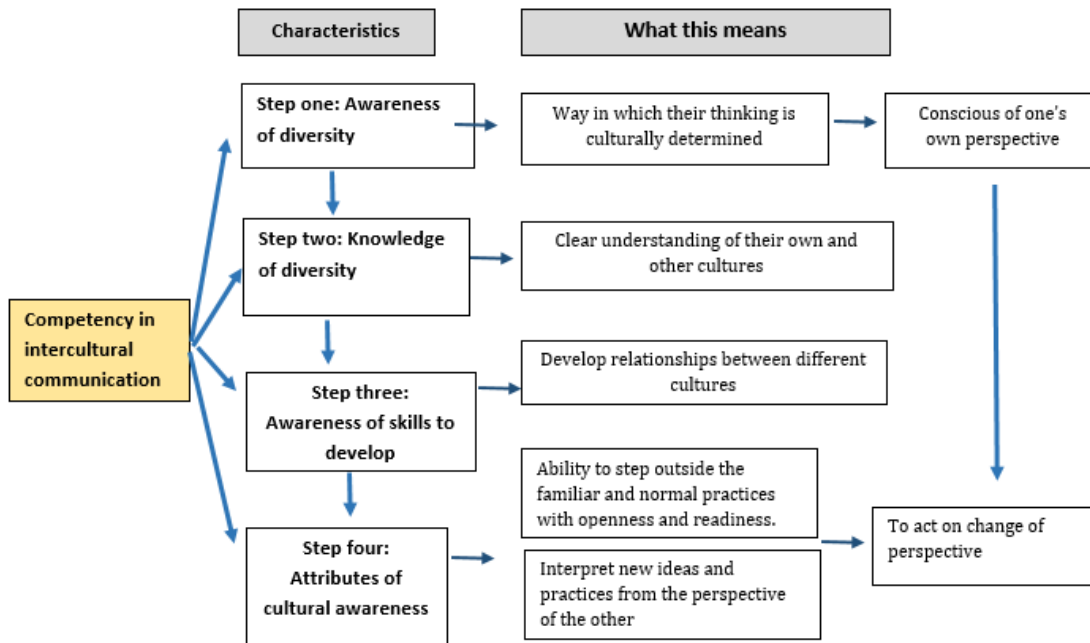 Characteristics
What this means
Step one: Awareness
of diversity
Way in which their thinking is
culturally determined
Conscious of one's
own perspective
Step two: Knowledge
of diversity
Clear understanding of their own and
other cultures
Competency in
intercultural
communication
Step three:
Awareness of skills to
develop
Develop relationships between different
cultures
Step four:
Attributes of
cultural awareness
Ability to step outside the
familiar and normal practices
with openness and readiness.
Interpret new ideas and
practices from the perspective
of the other
To act on change of
perspective